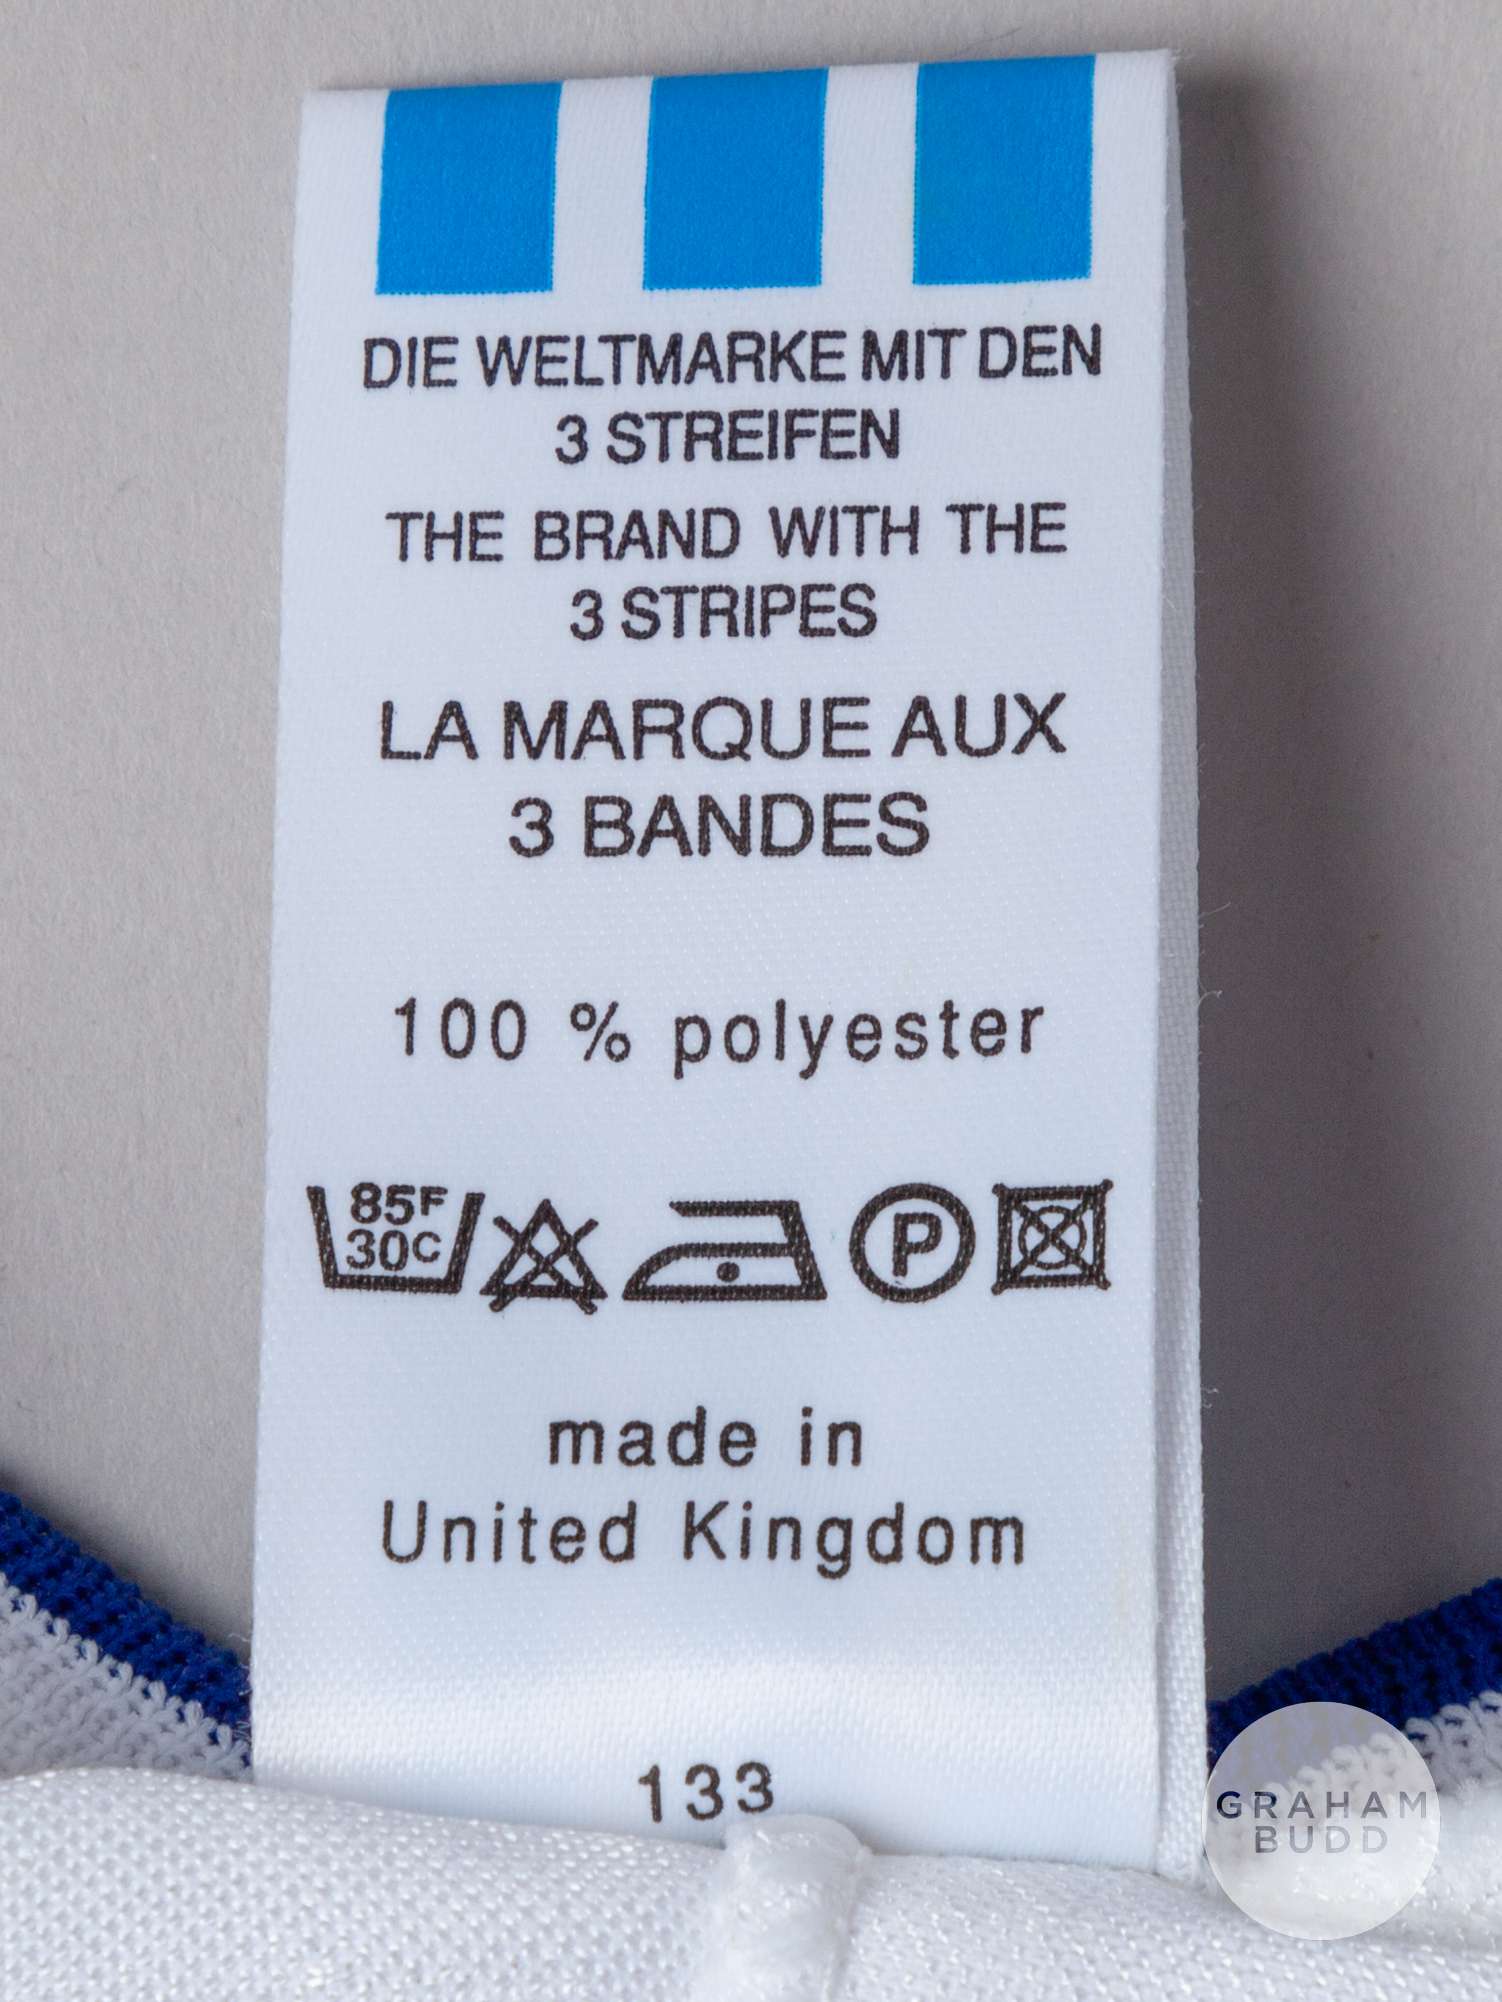 DIE WELTMARKE MIT DEN
3 STREIFEN
THE BRAND WITH THE
3 STRIPES
LA MARQUE AUX
3 BANDES
100 % polyester
85F
30C
P
made in
United Kingdom
133
GRAHAM
BUDD